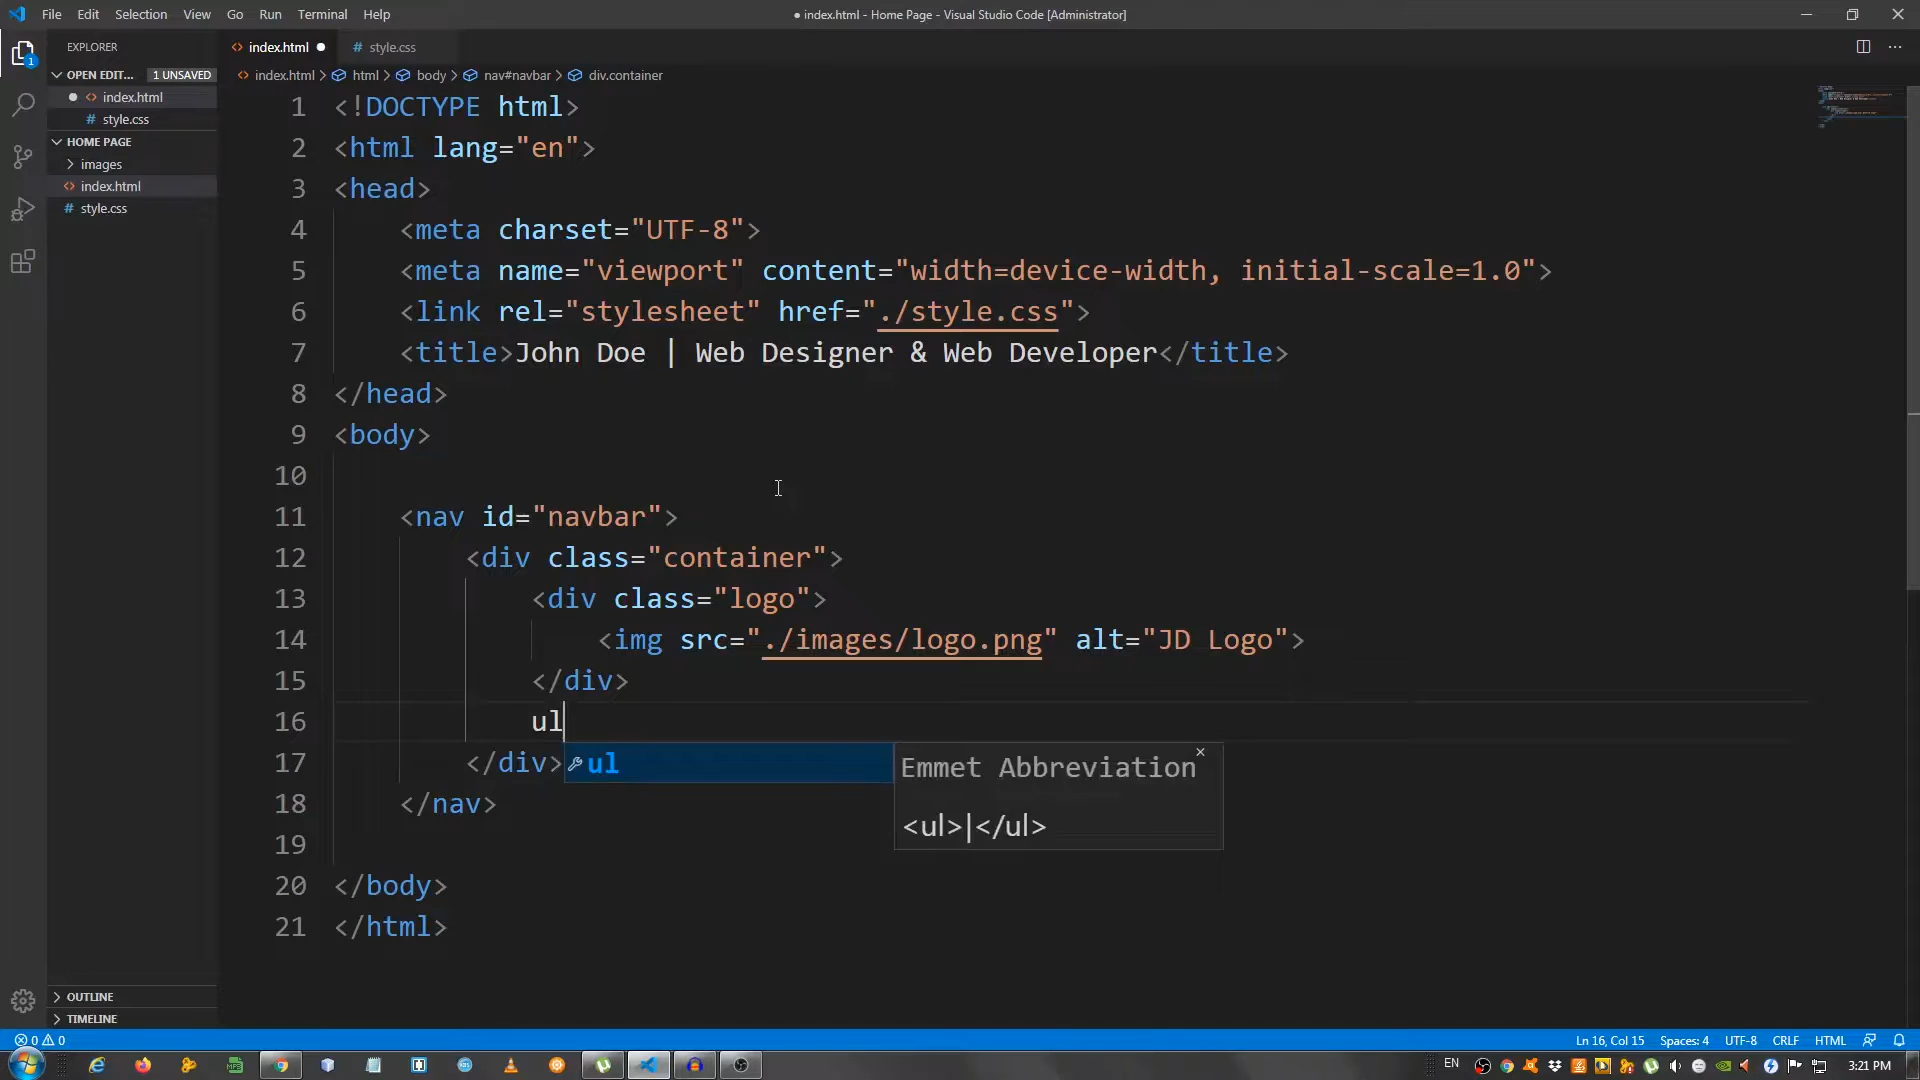 File Edit Selection View Go Run Terminal Help
● index.html - Home Page - Visual Studio Code [Administrator]
EXPLORER
index.html ●
# style.css
OPEN EDIT... 1 UNSAVED
index.html > html > body > nav#navbar > div.container
● index.html
# style.css
HOME PAGE
> images
index.html
# style.css
1 <!DOCTYPE html>
2 <html lang="en">
3 <head>
4 <meta charset="UTF-8">
5 <meta name="viewport" content="width=device-width, initial-scale=1.0">
6 <link rel="stylesheet" href="./style.css">
7 <title>John Doe | Web Designer & Web Developer</title>
8 </head>
9 <body>
10
11 <nav id="navbar">
12 <div class="container">
13 <div class="logo">
14 <img src="./images/logo.png" alt="JD Logo">
15 </div>
16 ul
17 </div>
ul
Emmet Abbreviation
<ul>|</ul>
18 </nav>
19
20 </body>
21 </html>
OUTLINE
TIMELINE
0 0
Ln 16, Col 15 Spaces: 4 UTF-8 CRLF HTML
EN
3:21 PM